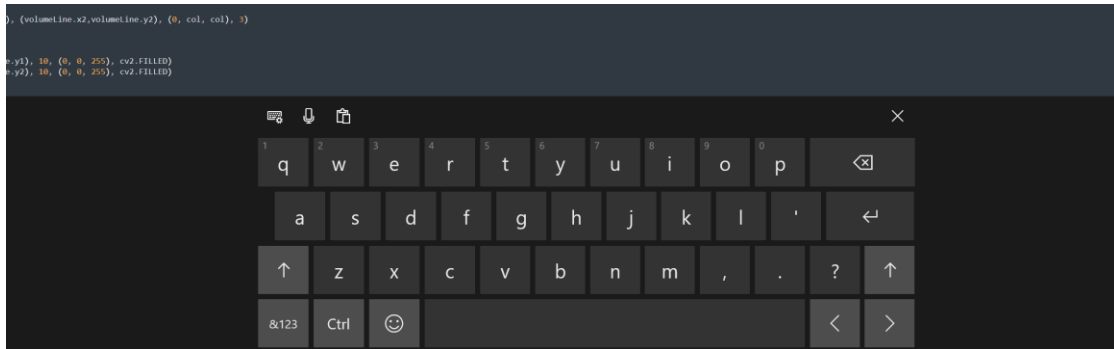 ), (volumeLine.x2,volumeLine.y2), (0, col, col), 3)
e.y1), 10, (0, 0, 255), cv2.FILLED)
e.y2), 10, (0, 0, 255), cv2.FILLED)
1 2 3 4 5 6 7 8 9 0
q w e r t y u i o p
a s d f g h j k l '
z x c v b n m , . ?
&123 Ctrl